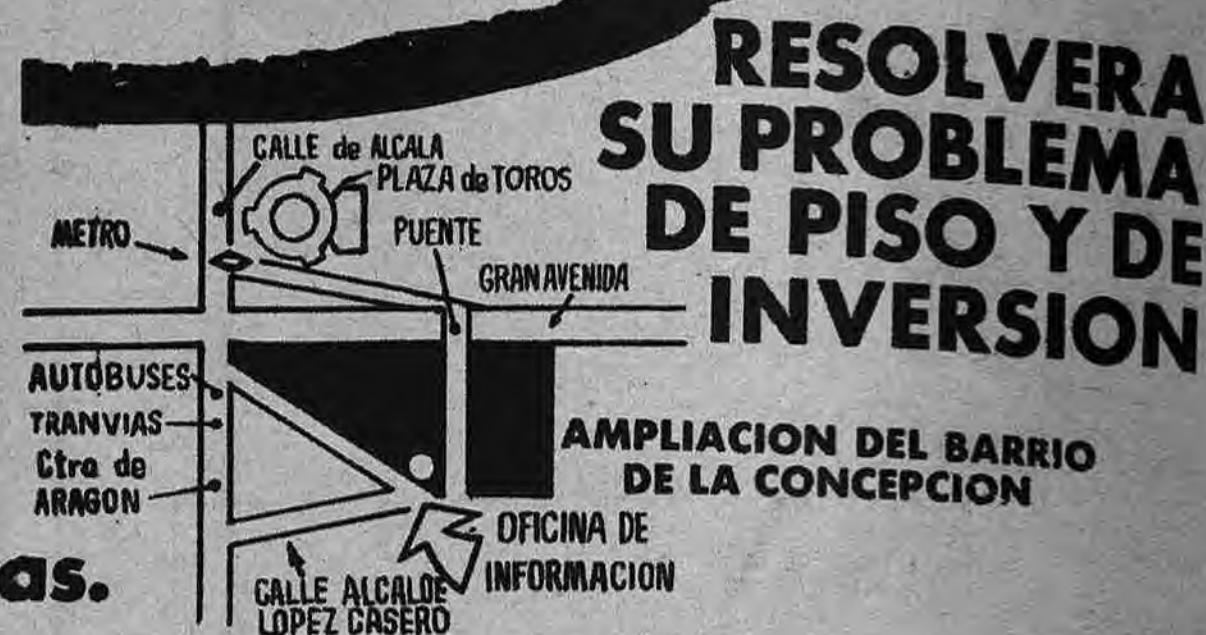 RESOLVERA
SU PROBLEMA
DE PISO Y DE
INVERSION
CALLE de ALCALA
PLAZA de TOROS
METRO
PUENTE
GRAN AVENIDA
AUTOBUSES
TRANVIAS
Ctra de
ARAGON
AMPLIACION DEL BARRIO
DE LA CONCEPCION
OFICINA DE
INFORMACION
CALLE ALCALDE
LOPEZ CASERO
as.